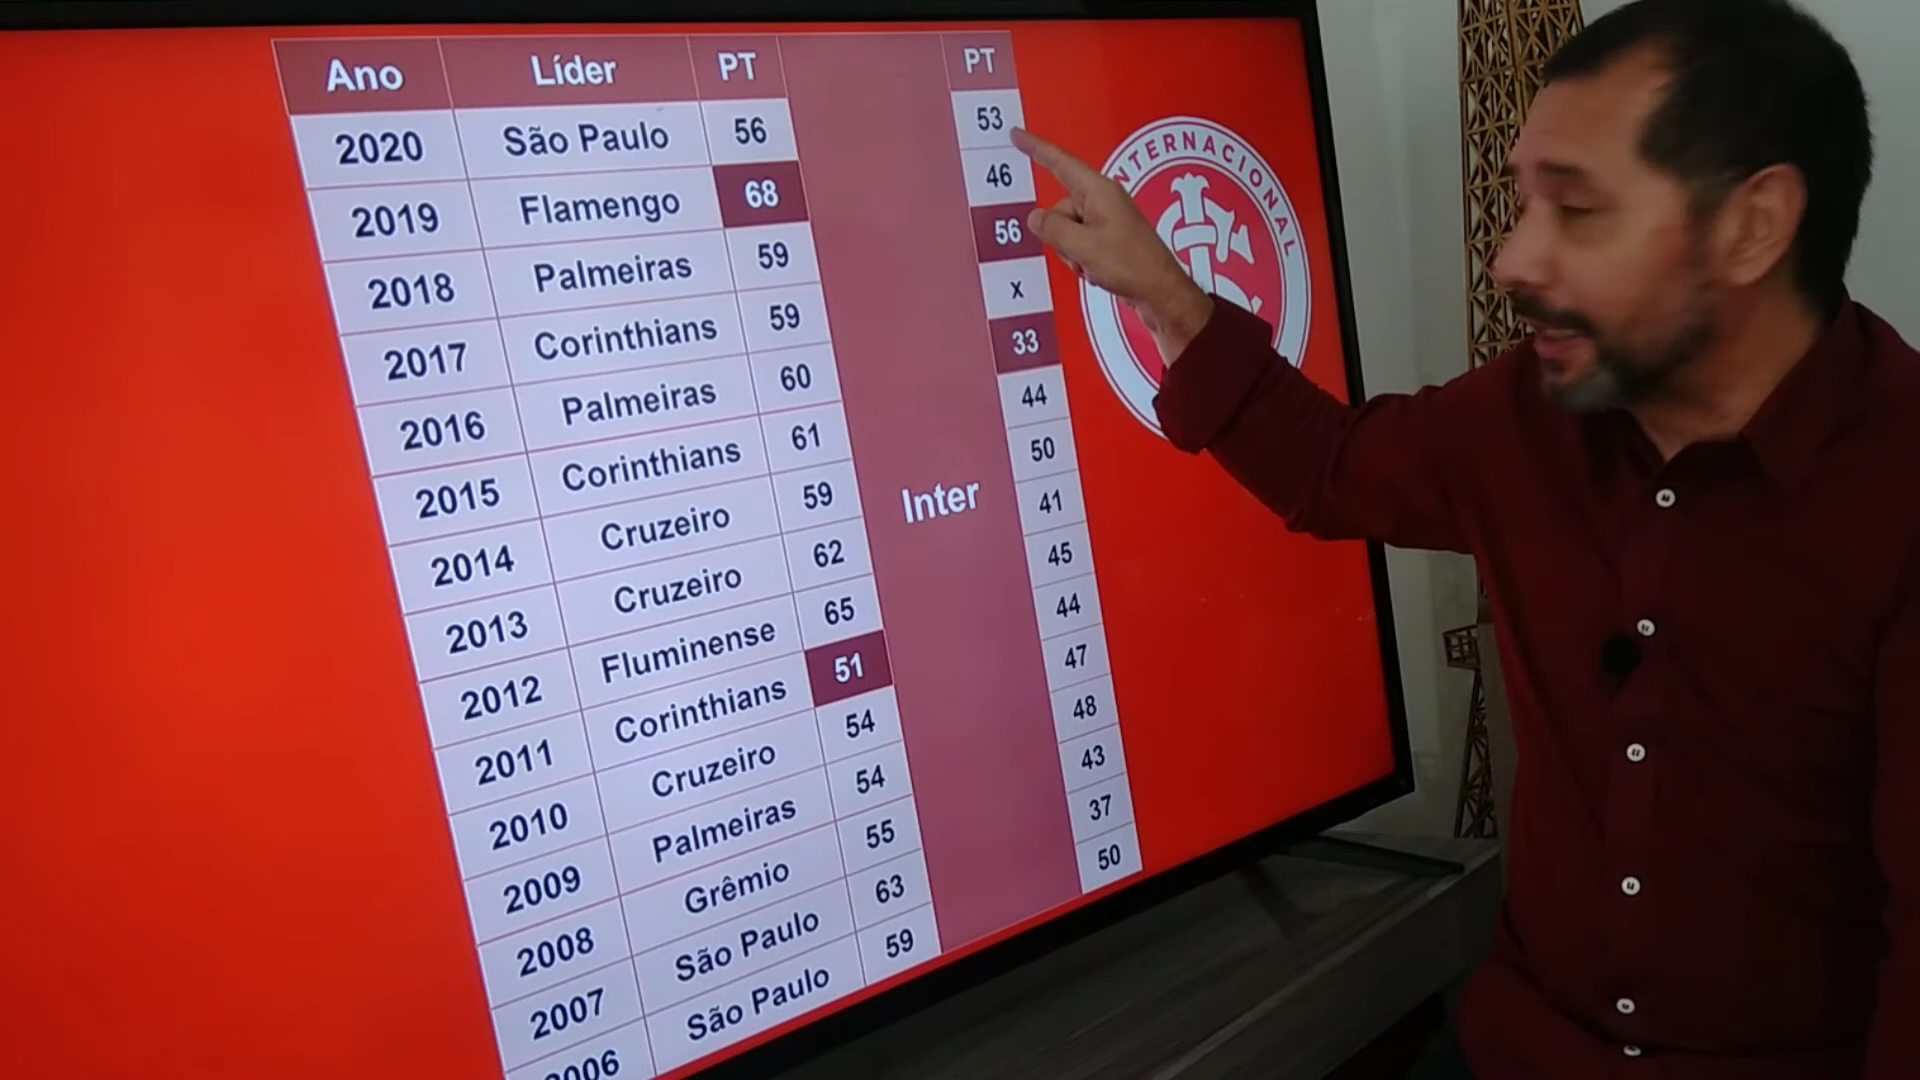 Ano Líder PT PT
2020 São Paulo 56 53
2019 Flamengo 68 46
2018 Palmeiras 59 56
2017 Corinthians 59 x
2016 Palmeiras 60 33
2015 Corinthians 61 44
2014 Cruzeiro 59 50
2013 Cruzeiro 62 41
2012 Fluminense 65 45
2011 Corinthians 51 44
2010 Cruzeiro 54 47
2009 Palmeiras 54 48
2008 Grêmio 55 43
2007 São Paulo 63 37
2006 São Paulo 59 50
Inter
INTERNACIONAL